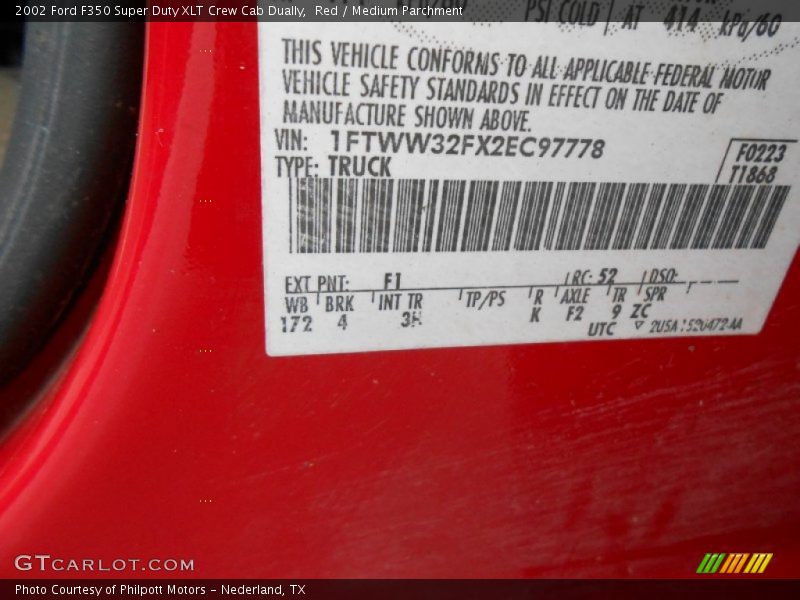 2002 Ford F350 Super Duty XLT Crew Cab Dually,  Red / Medium Parchment
PSI COLD AT 414 kPa/60
THIS VEHICLE CONFORMS TO ALL APPLICABLE FEDERAL MOTOR
VEHICLE SAFETY STANDARDS IN EFFECT ON THE DATE OF
MANUFACTURE SHOWN ABOVE.
VIN: 1FTWW32FX2EC97778
F0223
TYPE: TRUCK
T1868
EXT PNT: F1 RC: 52 DSO:
WB BRK INT TR TP/PS R AXLE TR SPR
172 4 3H K F2 9 ZC
UTC
GTCARLOT.COM
Photo Courtesy of Philpott Motors – Nederland, TX